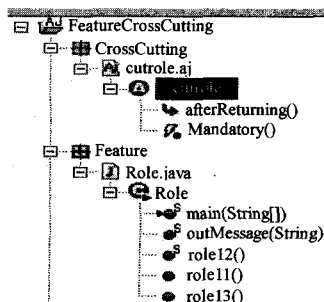 FeatureCrossCutting
CrossCutting
cutrole.aj
afterReturning()
Mandatory()
Feature
Role.java
Role
main(String[])
outMessage(String)
role12()
role11()
role13()